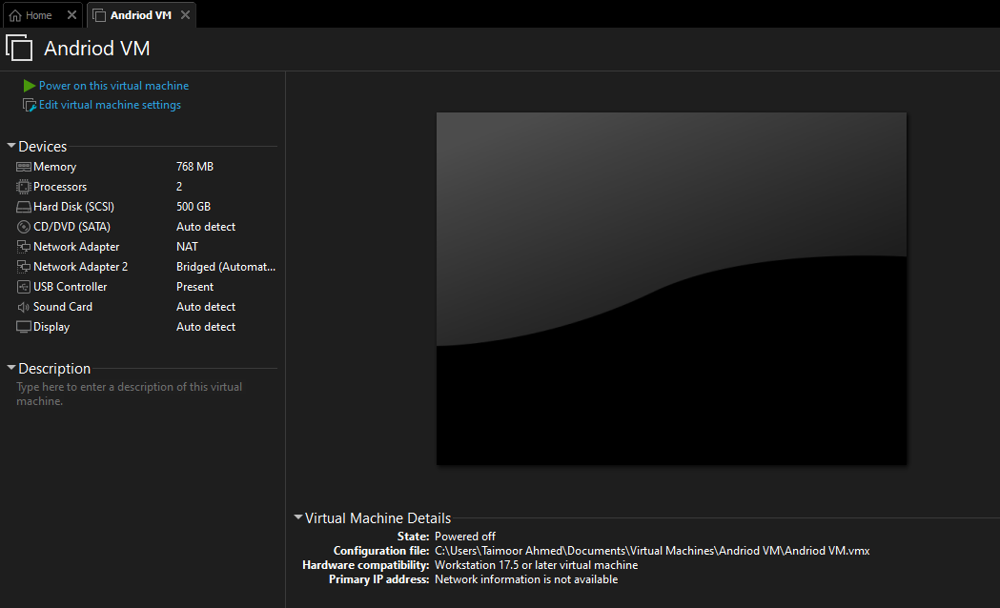 Home
Andriod VM
Andriod VM
Power on this virtual machine
Edit virtual machine settings
Devices
Memory 768 MB
Processors 2
Hard Disk (SCSI) 500 GB
CD/DVD (SATA) Auto detect
Network Adapter NAT
Network Adapter 2 Bridged (Automat...
USB Controller Present
Sound Card Auto detect
Display Auto detect
Description
Type here to enter a description of this virtual
machine.
Virtual Machine Details
State: Powered off
Configuration file: C:\Users\Taimoor Ahmed\Documents\Virtual Machines\Andriod VM\Andriod VM.vmx
Hardware compatibility: Workstation 17.5 or later virtual machine
Primary IP address: Network information is not available